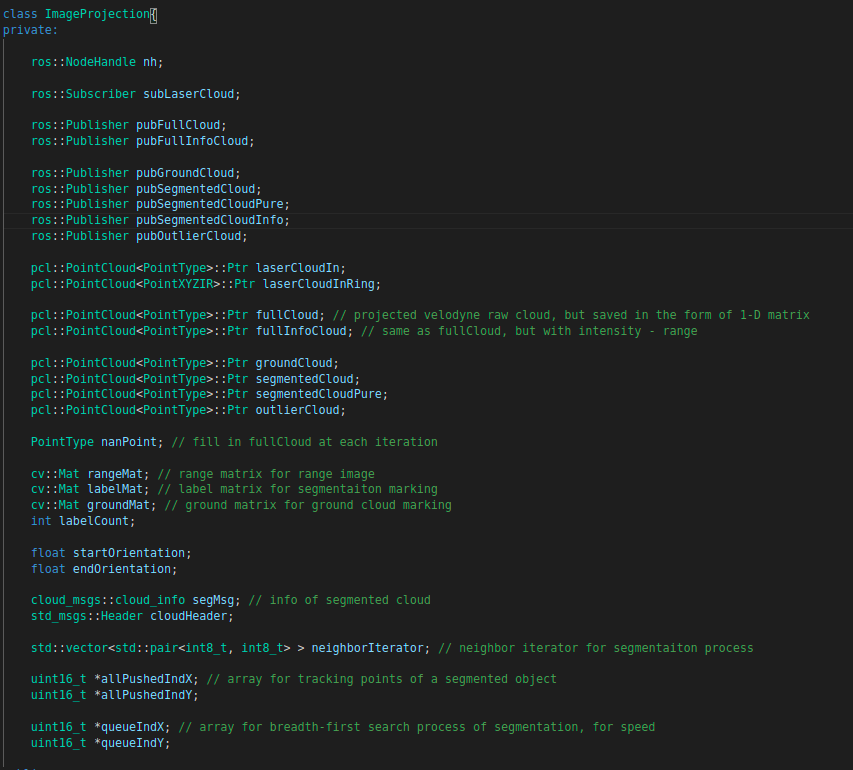 class ImageProjection{
private:
ros::NodeHandle nh;
ros::Subscriber subLaserCloud;
ros::Publisher pubFullCloud;
ros::Publisher pubFullInfoCloud;
ros::Publisher pubGroundCloud;
ros::Publisher pubSegmentedCloud;
ros::Publisher pubSegmentedCloudPure;
ros::Publisher pubSegmentedCloudInfo;
ros::Publisher pubOutlierCloud;
pcl::PointCloud<PointType>::Ptr laserCloudIn;
pcl::PointCloud<PointXYZIR>::Ptr laserCloudInRing;
pcl::PointCloud<PointType>::Ptr fullCloud; // projected velodyne raw cloud, but saved in the form of 1-D matrix
pcl::PointCloud<PointType>::Ptr fullInfoCloud; // same as fullCloud, but with intensity - range
pcl::PointCloud<PointType>::Ptr groundCloud;
pcl::PointCloud<PointType>::Ptr segmentedCloud;
pcl::PointCloud<PointType>::Ptr segmentedCloudPure;
pcl::PointCloud<PointType>::Ptr outlierCloud;
PointType nanPoint; // fill in fullCloud at each iteration
cv::Mat rangeMat; // range matrix for range image
cv::Mat labelMat; // label matrix for segmentaiton marking
cv::Mat groundMat; // ground matrix for ground cloud marking
int labelCount;
float startOrientation;
float endOrientation;
cloud_msgs::cloud_info segMsg; // info of segmented cloud
std_msgs::Header cloudHeader;
std::vector<std::pair<int8_t, int8_t> > neighborIterator; // neighbor iterator for segmentaiton process
uint16_t *allPushedIndX; // array for tracking points of a segmented object
uint16_t *allPushedIndY;
uint16_t *queueIndX; // array for breadth-first search process of segmentation, for speed
uint16_t *queueIndY;